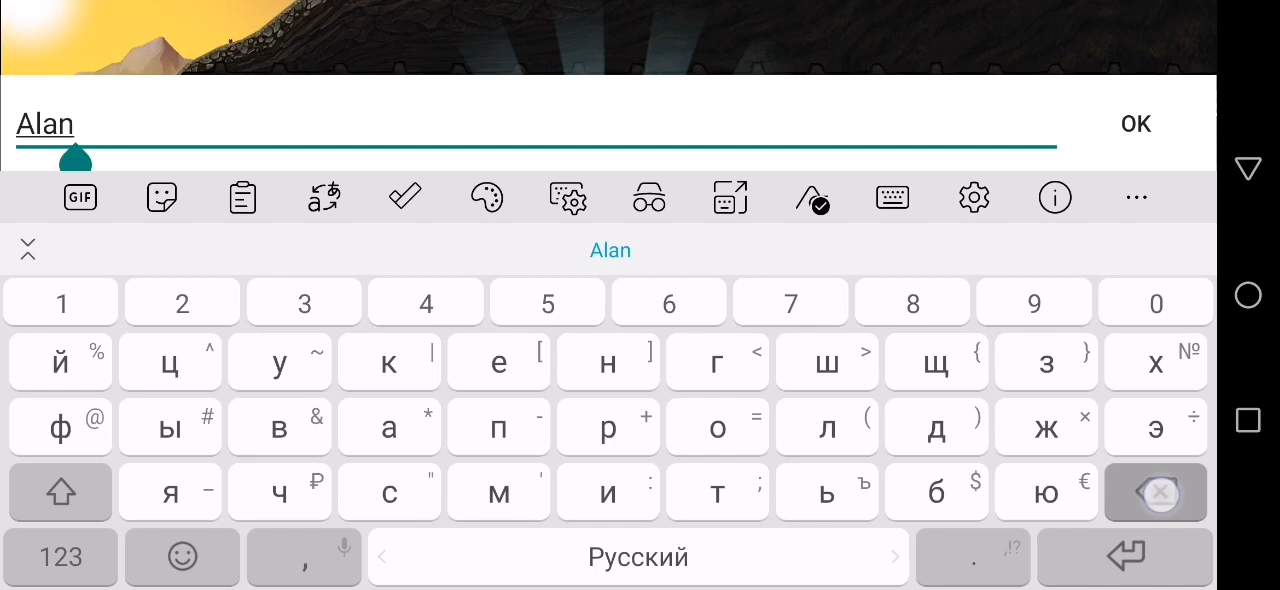 Alan
OK
GIF
Alan
1 2 3 4 5 6 7 8 9 0
й % ц ^ у ~ к | е [ н ] г < ш > щ { з } х №
ф @ ы # в & а * п - р + о = л ( д ) ж × э ÷
я _ ч ₽ с " м ' и : т ; ь ъ б $ ю €
123 , Русский . ,!?